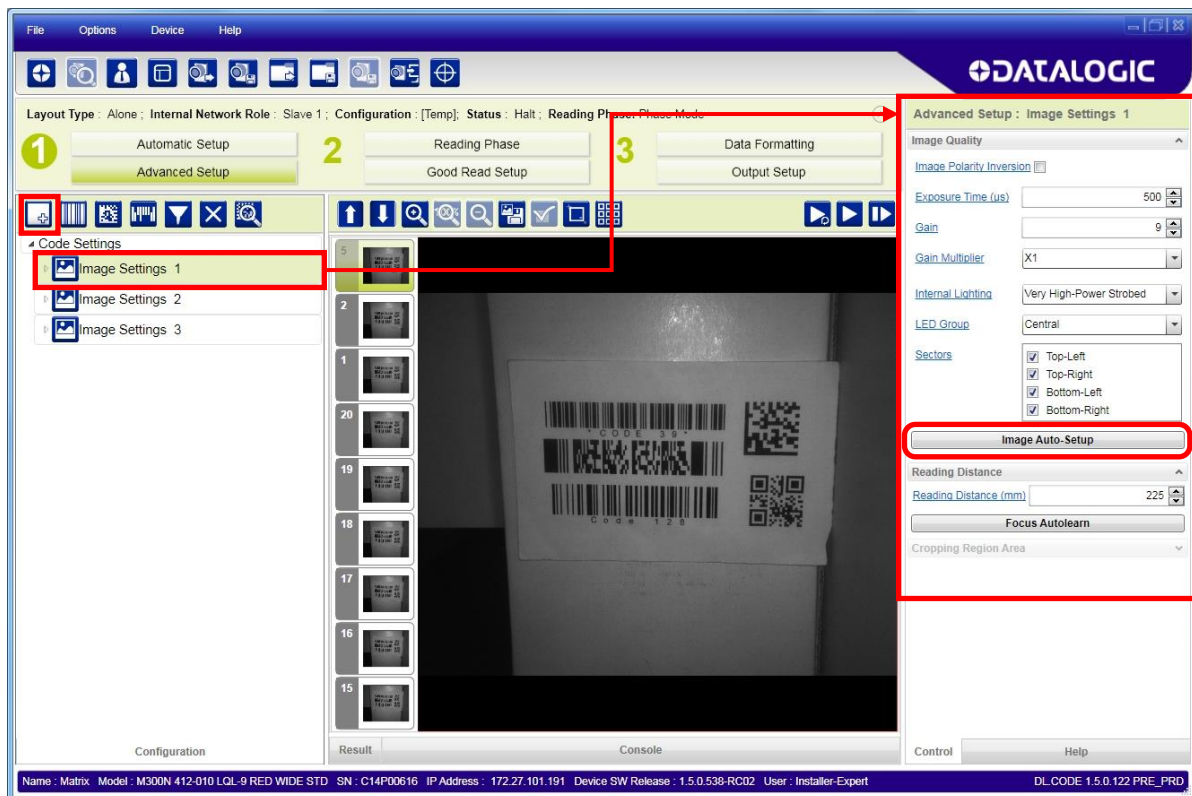 File Options Device Help
DATALOGIC
Layout Type : Alone ; Internal Network Role : Slave 1 ; Configuration : [Temp]; Status : Halt ; Reading Phase: Phase Mode
1 Automatic Setup 2 Reading Phase 3 Data Formatting
Advanced Setup Good Read Setup Output Setup
Code Settings
Image Settings 1
Image Settings 2
Image Settings 3
Configuration
5
2
1
20
19
18
17
16
15
*CODE 39*
Code 128
Result Console
Advanced Setup : Image Settings 1
Image Quality
Image Polarity Inversion
Exposure Time (µs) 500
Gain 9
Gain Multiplier X1
Internal Lighting Very High-Power Strobed
LED Group Central
Sectors Top-Left
Top-Right
Bottom-Left
Bottom-Right
Image Auto-Setup
Reading Distance
Reading Distance (mm) 225
Focus Autolearn
Cropping Region Area
Control Help
Name : Matrix Model : M300N 412-010 LQL-9 RED WIDE STD SN : C14P00616 IP Address : 172.27.101.191 Device SW Release : 1.5.0.538-RC02 User : Installer-Expert DL.CODE 1.5.0.122 PRE_PRD